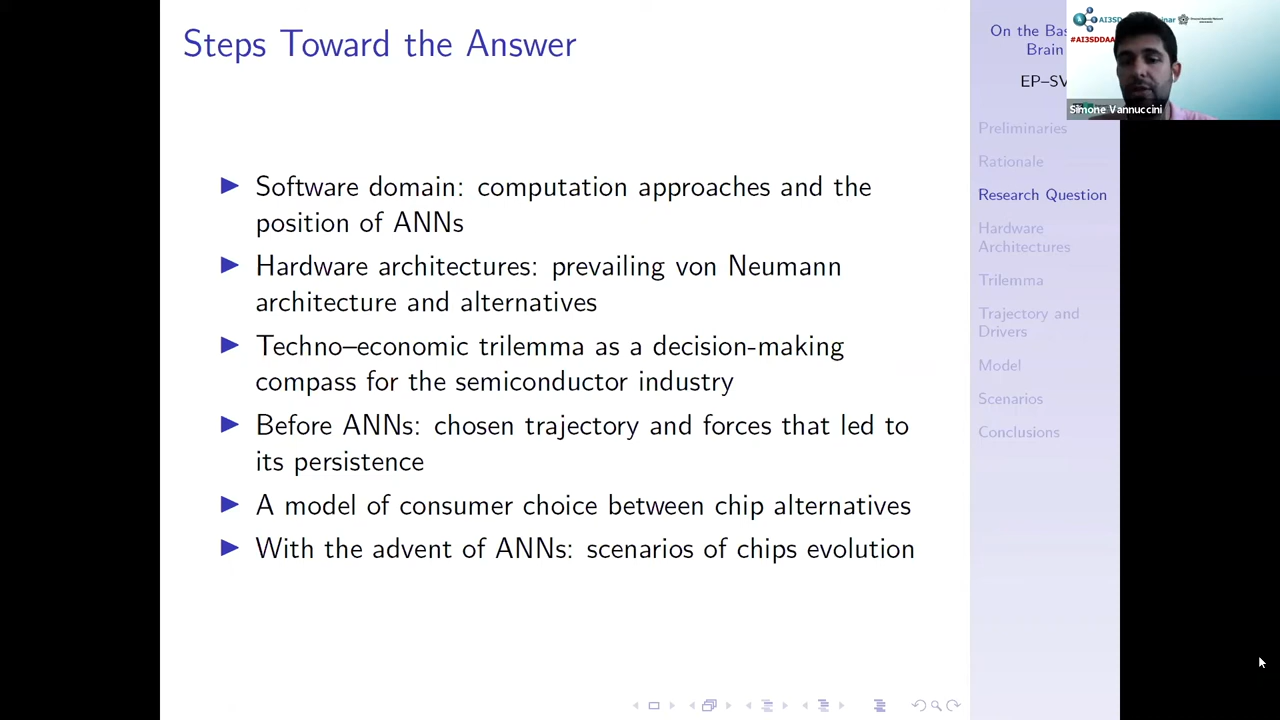 Steps Toward the Answer
Software domain: computation approaches and the
position of ANNs
Hardware architectures: prevailing von Neumann
architecture and alternatives
Techno–economic trilemma as a decision-making
compass for the semiconductor industry
Before ANNs: chosen trajectory and forces that led to
its persistence
A model of consumer choice between chip alternatives
With the advent of ANNs: scenarios of chips evolution
On the Bas
Brain
EP–SV
Preliminaries
Rationale
Research Question
Hardware
Architectures
Trilemma
Trajectory and
Drivers
Model
Scenarios
Conclusions
#AI3SDDAA
Simone Vannuccini